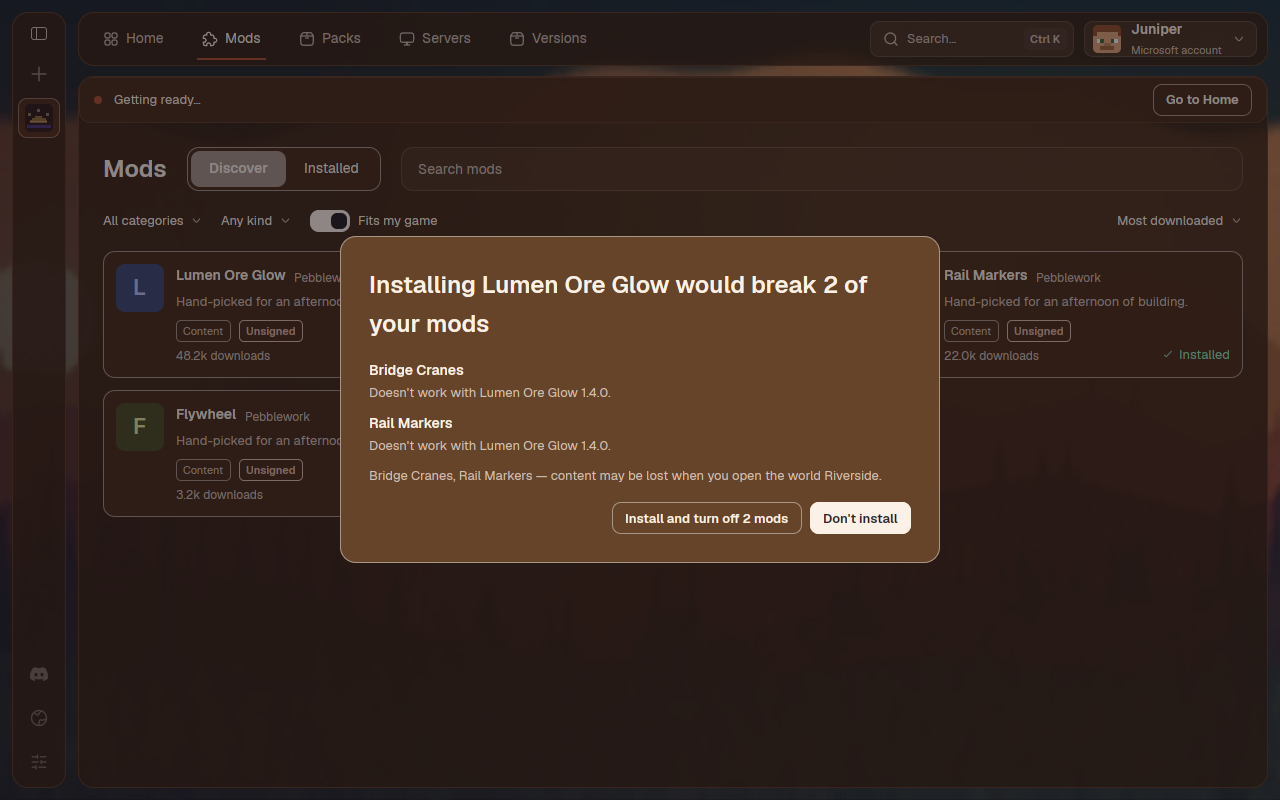 Home
Mods
Packs
Servers
Versions
Search...
Ctrl K
Juniper
Microsoft account
Getting ready...
Go to Home
Mods
Discover
Installed
Search mods
All categories
Any kind
Fits my game
Most downloaded
L
Lumen Ore Glow
Hand-picked for an
Content
Unsigned
48.2k downloads
Rail Markers
Pebblework
Hand-picked for an afternoon of building.
Content
Unsigned
22.0k downloads
Installed
F
Flywheel
Pebblework
Hand-picked for an
Content
Unsigned
3.2k downloads
Installing Lumen Ore Glow would break 2 of
your mods
Bridge Cranes
Doesn't work with Lumen Ore Glow 1.4.0.
Rail Markers
Doesn't work with Lumen Ore Glow 1.4.0.
Bridge Cranes, Rail Markers — content may be lost when you open the world Riverside.
Install and turn off 2 mods
Don't install